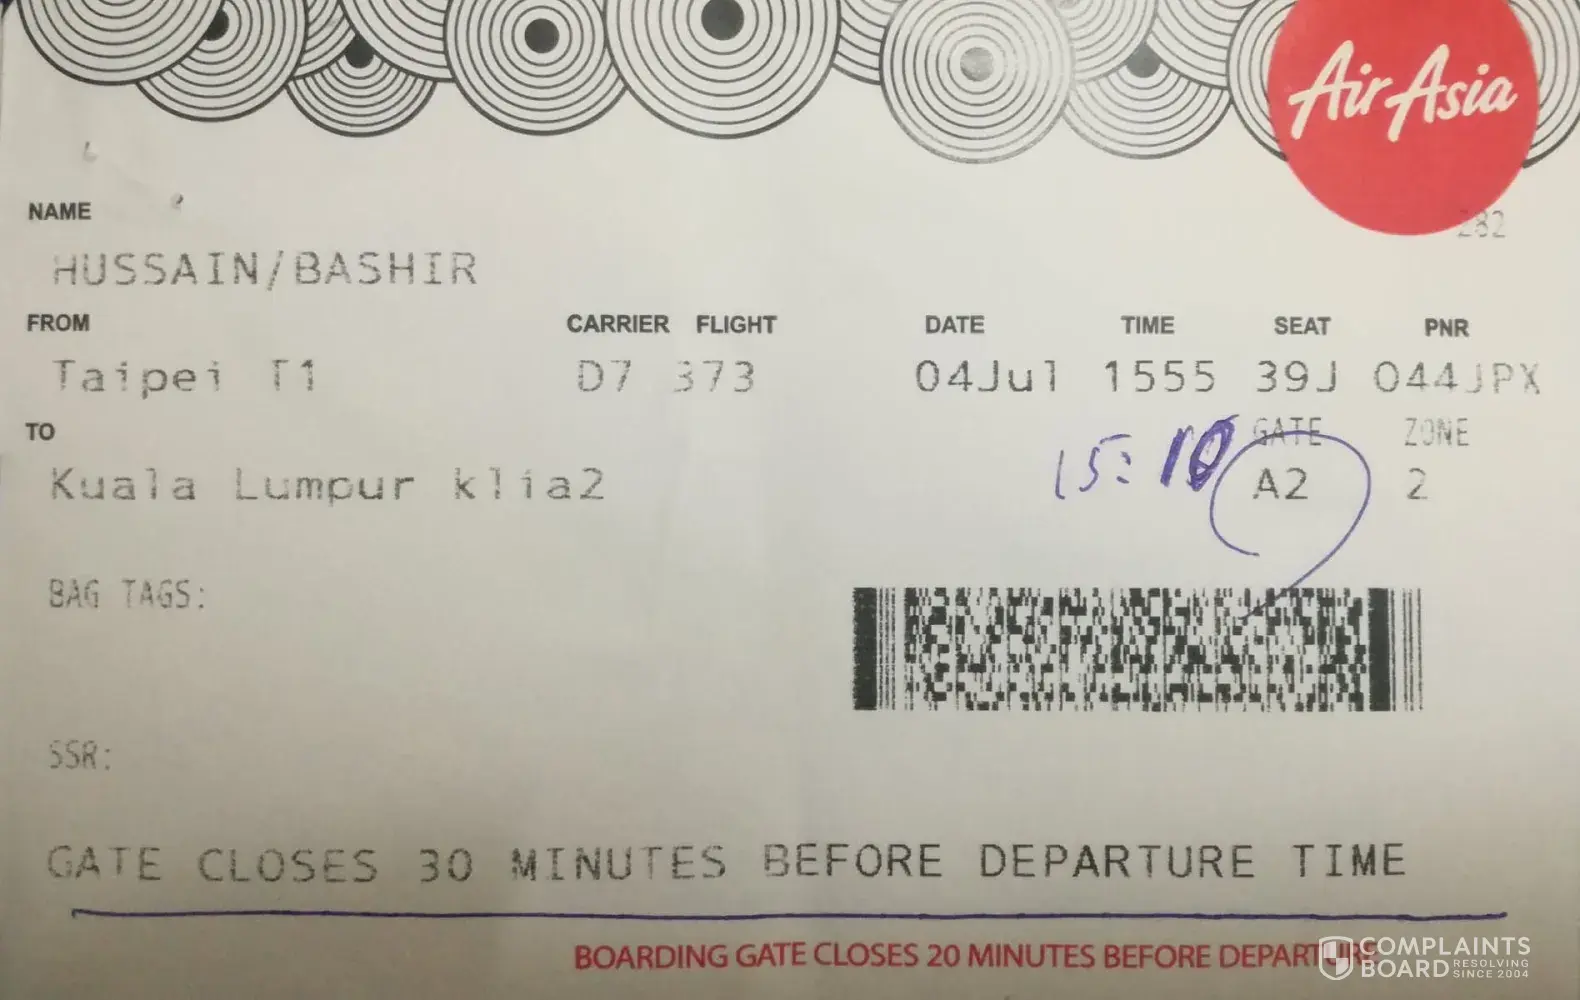 AirAsia
282
NAME
HUSSAIN/BASHIR
FROM CARRIER FLIGHT DATE TIME SEAT PNR
Taipei T1 D7 373 04Jul 1555 39J 044JPX
TO GATE ZONE
Kuala Lumpur klia2 15:10 A2 2
BAG TAGS:
SSR:
GATE CLOSES 30 MINUTES BEFORE DEPARTURE TIME
BOARDING GATE CLOSES 20 MINUTES BEFORE DEPARTURE
COMPLAINTS
BOARD RESOLVING SINCE 2004